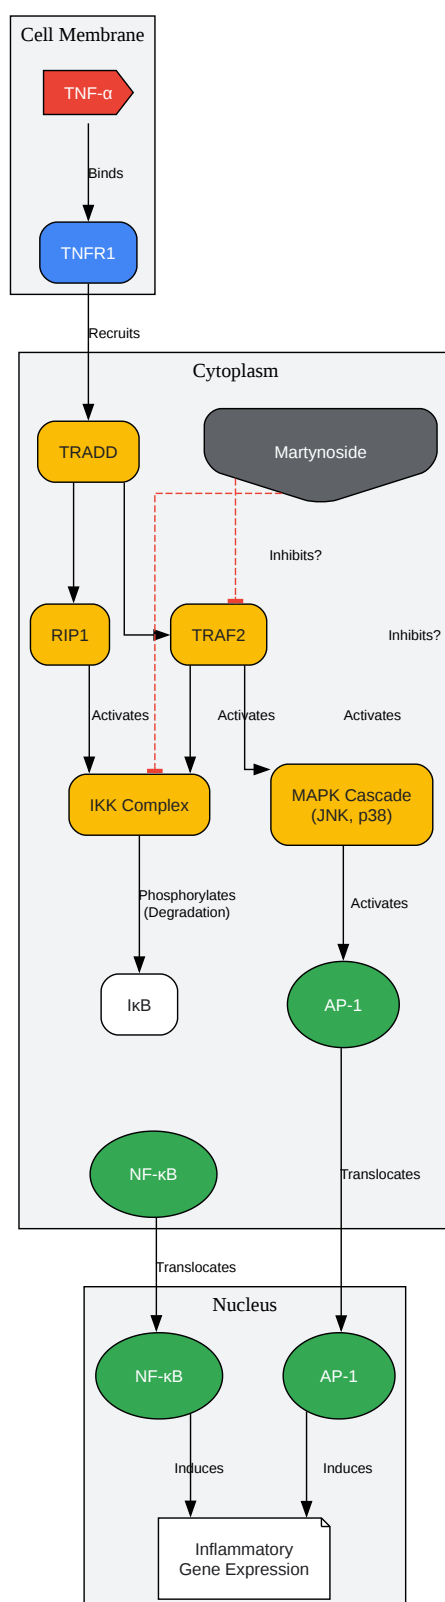 Cell Membrane
TNF-α
Binds
TNFR1
Recruits
Cytoplasm
TRADD
Martynoside
Inhibits?
RIP1
TRAF2
Inhibits?
Activates
Activates
Activates
IKK Complex
MAPK Cascade
(JNK, p38)
Phosphorylates
(Degradation)
Activates
IκB
AP-1
NF-κB
Translocates
Translocates
Nucleus
NF-κB
AP-1
Induces
Induces
Inflammatory
Gene Expression